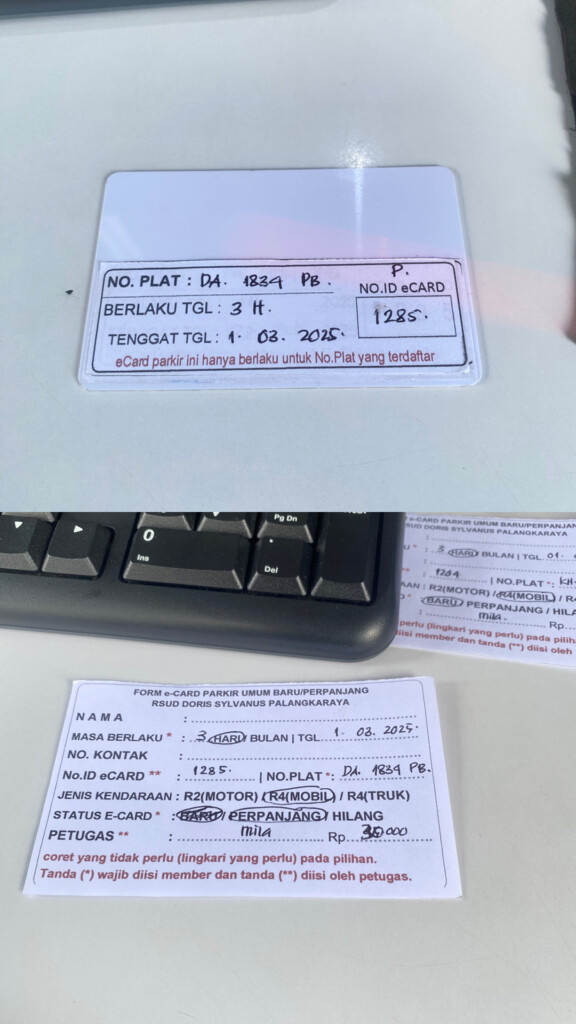 NO. PLAT : DA. 1834 PB.
P.
NO.ID eCARD
BERLAKU TGL : 3 H.
1285.
TENGGAT TGL : 1. 03. 2025.
eCard parkir ini hanya berlaku untuk No.Plat yang terdaftar
Pg Dn
0
Ins
.
Del
e-CARD PARKIR UMUM BARU/PERPANJANG
RSUD DORIS SYLVANUS PALANGKARAYA
3 HARI BULAN | TGL 01.
1284 | NO.PLAT *: KH
R2(MOTOR) / R4(MOBIL) / R4
BARU / PERPANJANG / HILA
mila. Rp
perlu (lingkari yang perlu) pada pilihan.
diisi member dan tanda (**) diisi oleh
FORM e-CARD PARKIR UMUM BARU/PERPANJANG
RSUD DORIS SYLVANUS PALANGKARAYA
N A M A :
MASA BERLAKU * : 3 HARI BULAN | TGL 1. 03. 2025.
NO. KONTAK :
No.ID eCARD ** : 1285. | NO.PLAT *: DA. 1834 PB.
JENIS KENDARAAN : R2(MOTOR) / R4(MOBIL) / R4(TRUK)
STATUS E-CARD * : BARU / PERPANJANG / HILANG
PETUGAS ** : mila Rp. 30 000
coret yang tidak perlu (lingkari yang perlu) pada pilihan.
Tanda (*) wajib diisi member dan tanda (**) diisi oleh petugas.